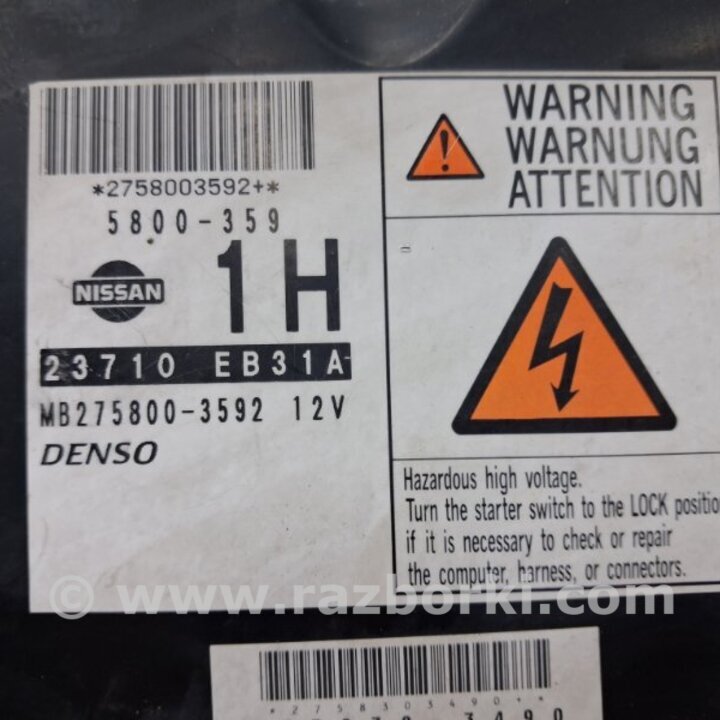 *2758003592+*
5800-359
NISSAN
1H
23710 EB31A
MB275800-3592 12V
DENSO
WARNING
WARNUNG
ATTENTION
Hazardous high voltage.
Turn the starter switch to the LOCK positio
if it is necessary to check or repair
the computer, harness, or connectors.
© www.razborki.com
*2758303490+*